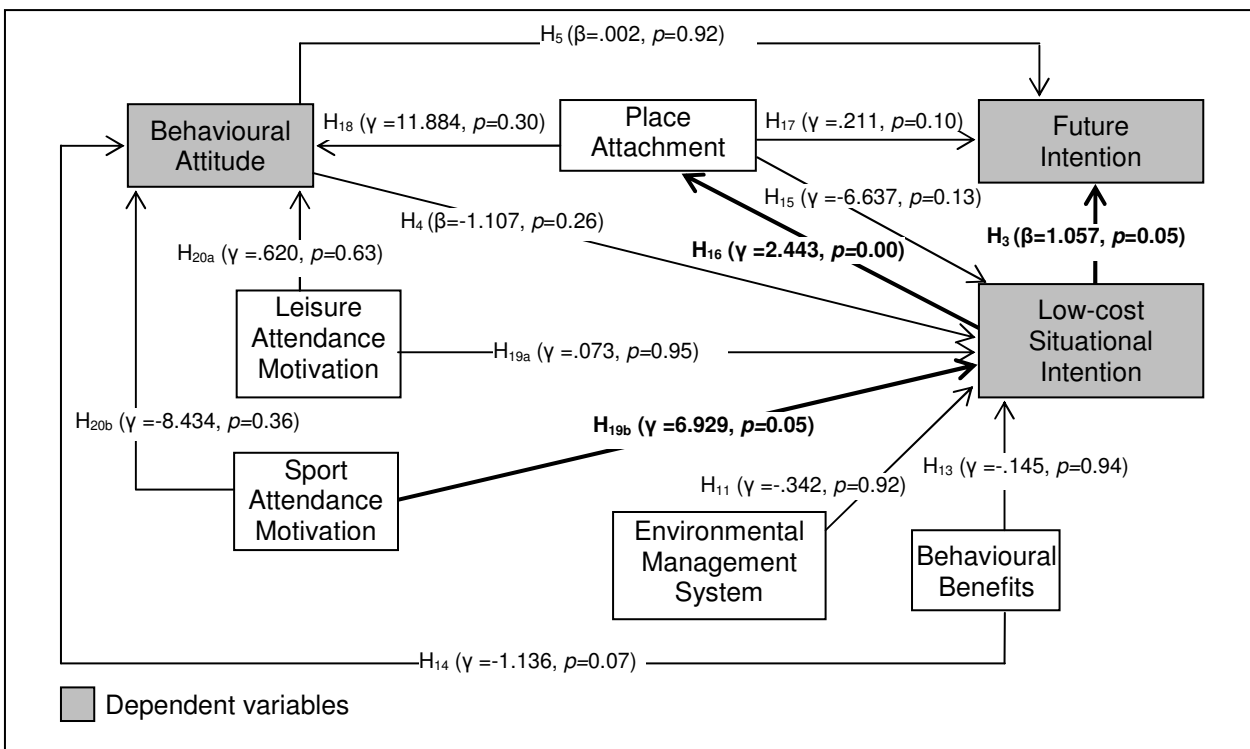 H5 (β=.002, p=0.92)
Behavioural
Attitude
H18 (γ =11.884, p=0.30)
Place
Attachment
H17 (γ =.211, p=0.10)
Future
Intention
H15 (γ =-6.637, p=0.13)
H4 (β=-1.107, p=0.26)
H16 (γ =2.443, p=0.00)
H3 (β=1.057, p=0.05)
H20a (γ =.620, p=0.63)
Leisure
Attendance
Motivation
H19a (γ =.073, p=0.95)
Low-cost
Situational
Intention
H20b (γ =-8.434, p=0.36)
H19b (γ =6.929, p=0.05)
Sport
Attendance
Motivation
H11 (γ =-.342, p=0.92)
H13 (γ=-.145, p=0.94)
Environmental
Management
System
Behavioural
Benefits
H14 (γ =-1.136, p=0.07)
Dependent variables